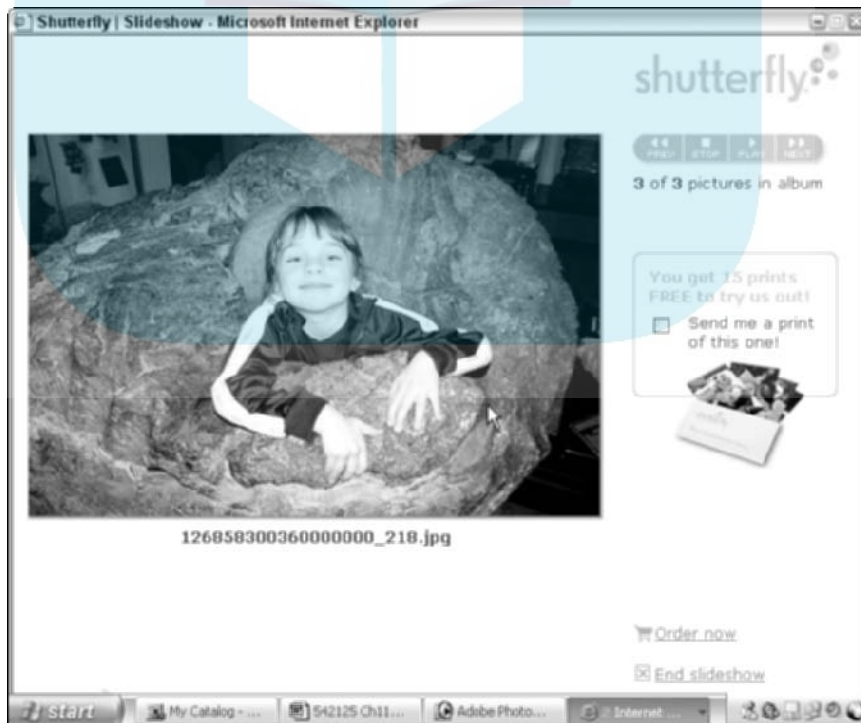 Shutterfly | Slideshow - Microsoft Internet Explorer
shutterfly
PREV STOP PLAY NEXT
3 of 3 pictures in album
You get 15 prints
FREE to try us out!
Send me a print
of this one!
126858300360000000_218.jpg
Order now
End slideshow
start My Catalog - ... 542125 Ch11... Adobe Photo... 2 Internet ...